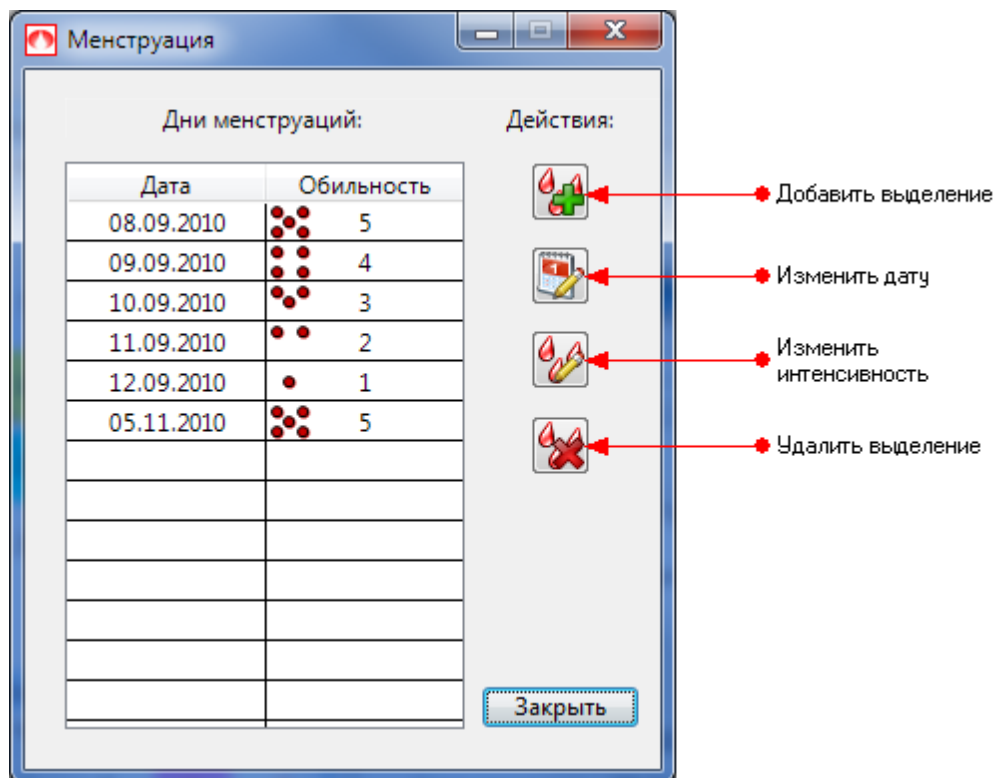 Менструация
Дни менструаций:
Действия:
Дата Обильность
08.09.2010 5
09.09.2010 4
10.09.2010 3
11.09.2010 2
12.09.2010 1
05.11.2010 5
Добавить выделение
Изменить дату
Изменить
интенсивность
Удалить выделение
Закрыть